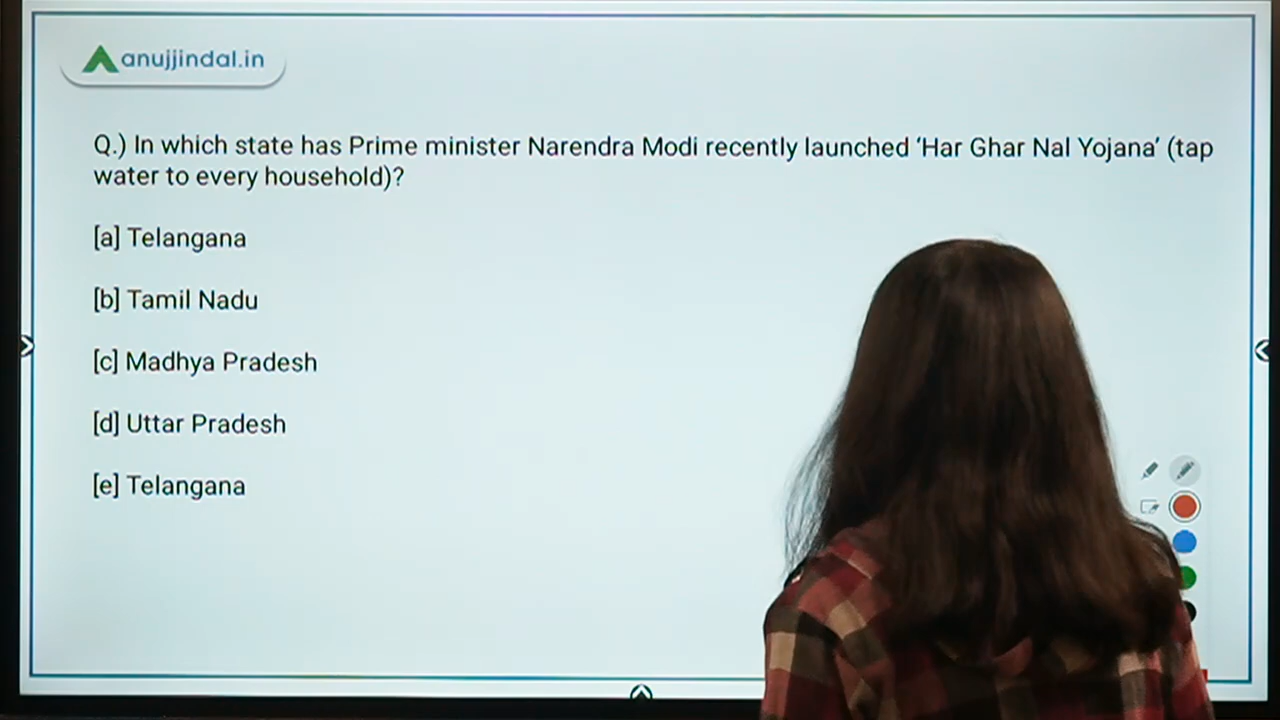 anujjindal.in
Q.) In which state has Prime minister Narendra Modi recently launched ‘Har Ghar Nal Yojana’ (tap
water to every household)?
[a] Telangana
[b] Tamil Nadu
[c] Madhya Pradesh
[d] Uttar Pradesh
[e] Telangana